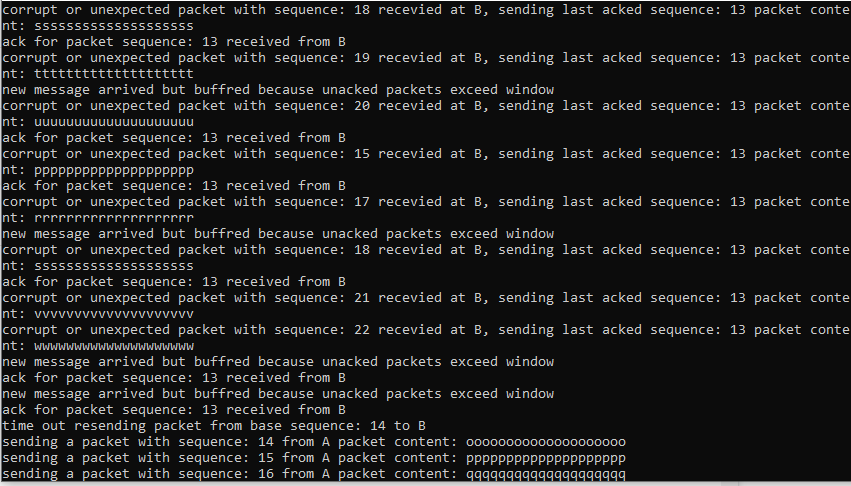 corrupt or unexpected packet with sequence: 18 recevied at B, sending last acked sequence: 13 packet conte
nt: ssssssssssssssssssss
ack for packet sequence: 13 received from B
corrupt or unexpected packet with sequence: 19 recevied at B, sending last acked sequence: 13 packet conte
nt: tttttttttttttttttttt
new message arrived but buffred because unacked packets exceed window
corrupt or unexpected packet with sequence: 20 recevied at B, sending last acked sequence: 13 packet conte
nt: uuuuuuuuuuuuuuuuuuuu
ack for packet sequence: 13 received from B
corrupt or unexpected packet with sequence: 15 recevied at B, sending last acked sequence: 13 packet conte
nt: pppppppppppppppppppp
ack for packet sequence: 13 received from B
corrupt or unexpected packet with sequence: 17 recevied at B, sending last acked sequence: 13 packet conte
nt: rrrrrrrrrrrrrrrrrrrr
new message arrived but buffred because unacked packets exceed window
corrupt or unexpected packet with sequence: 18 recevied at B, sending last acked sequence: 13 packet conte
nt: ssssssssssssssssssss
ack for packet sequence: 13 received from B
corrupt or unexpected packet with sequence: 21 recevied at B, sending last acked sequence: 13 packet conte
nt: vvvvvvvvvvvvvvvvvvvv
corrupt or unexpected packet with sequence: 22 recevied at B, sending last acked sequence: 13 packet conte
nt: wwwwwwwwwwwwwwwwwwww
new message arrived but buffred because unacked packets exceed window
ack for packet sequence: 13 received from B
new message arrived but buffred because unacked packets exceed window
ack for packet sequence: 13 received from B
time out resending packet from base sequence: 14 to B
sending a packet with sequence: 14 from A packet content: oooooooooooooooooooo
sending a packet with sequence: 15 from A packet content: pppppppppppppppppppp
sending a packet with sequence: 16 from A packet content: qqqqqqqqqqqqqqqqqqqq